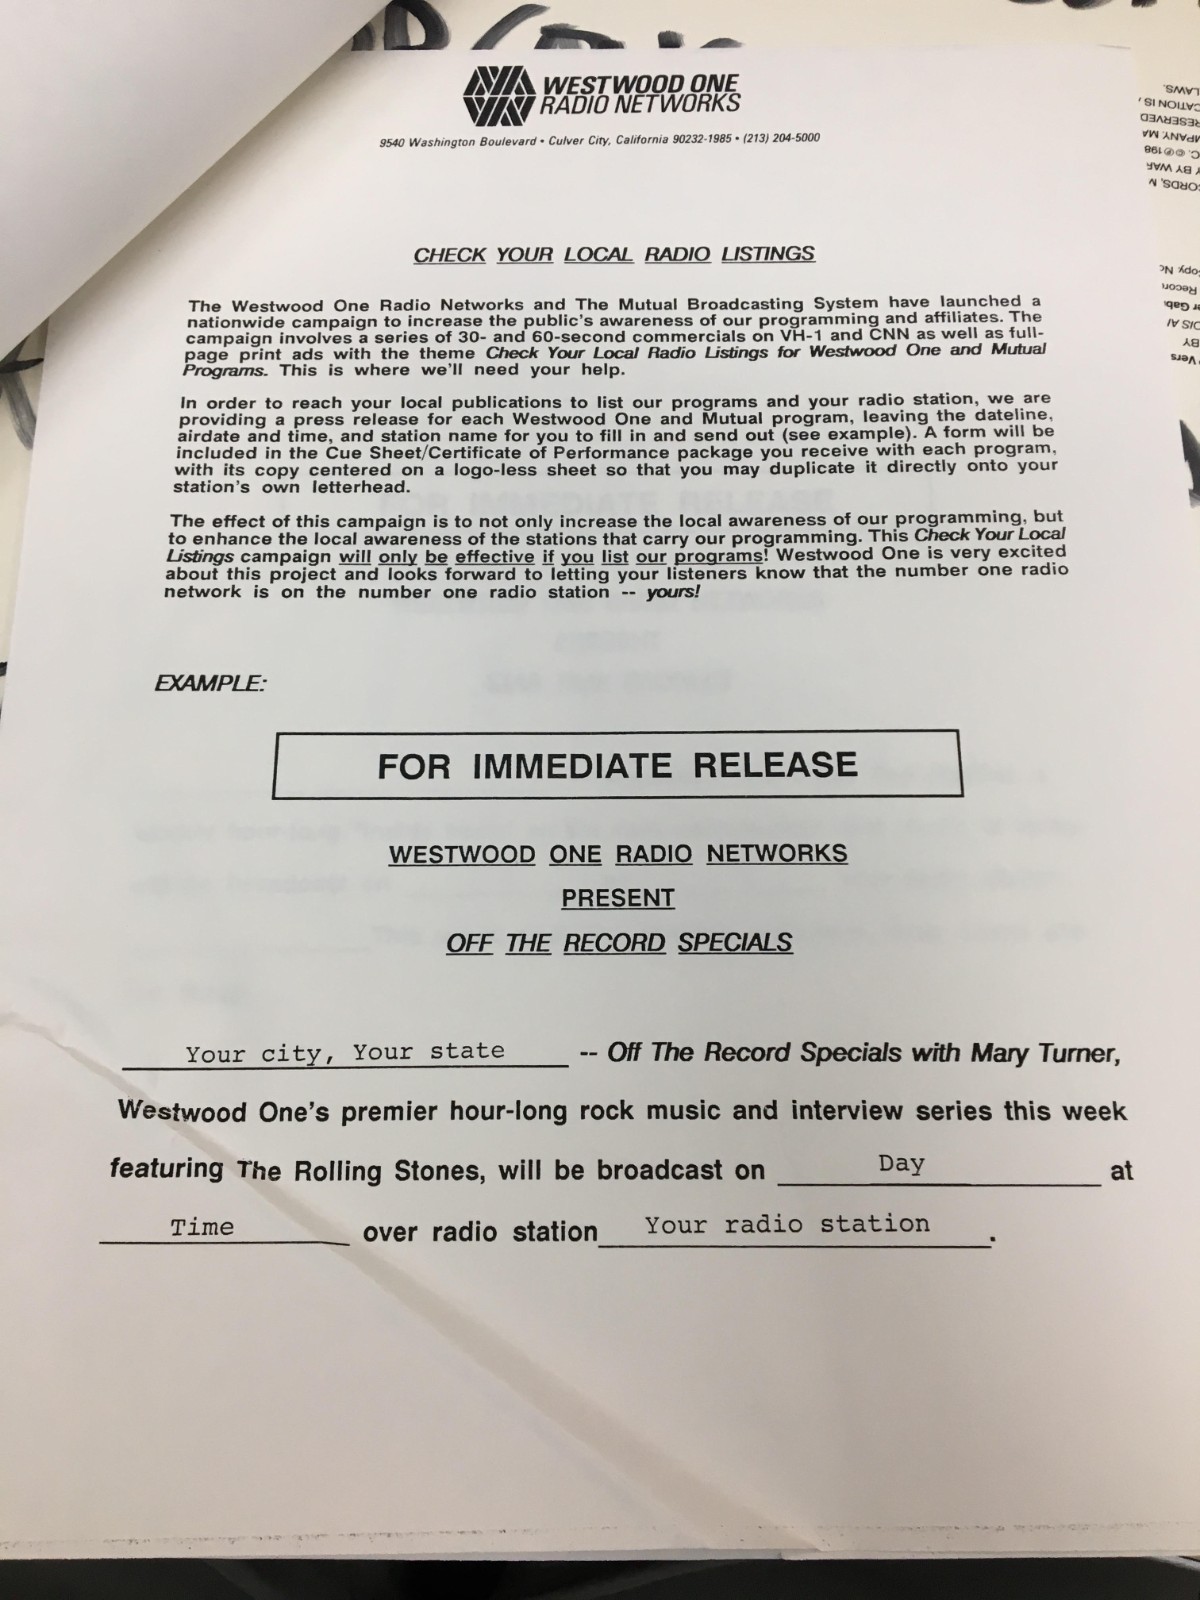 WESTWOOD ONE
RADIO NETWORKS
9540 Washington Boulevard • Culver City, California 90232-1985 • (213) 204-5000
CHECK YOUR LOCAL RADIO LISTINGS
The Westwood One Radio Networks and The Mutual Broadcasting System have launched a
nationwide campaign to increase the public's awareness of our programming and affiliates. The
campaign involves a series of 30- and 60-second commercials on VH-1 and CNN as well as full-
page print ads with the theme Check Your Local Radio Listings for Westwood One and Mutual
Programs. This is where we'll need your help.
In order to reach your local publications to list our programs and your radio station, we are
providing a press release for each Westwood One and Mutual program, leaving the dateline,
airdate and time, and station name for you to fill in and send out (see example). A form will be
included in the Cue Sheet/Certificate of Performance package you receive with each program,
with its copy centered on a logo-less sheet so that you may duplicate it directly onto your
station's own letterhead.
The effect of this campaign is to not only increase the local awareness of our programming, but
to enhance the local awareness of the stations that carry our programming. This Check Your Local
Listings campaign will only be effective if you list our programs! Westwood One is very excited
about this project and looks forward to letting your listeners know that the number one radio
network is on the number one radio station -- yours!
EXAMPLE:
FOR IMMEDIATE RELEASE
WESTWOOD ONE RADIO NETWORKS
PRESENT
OFF THE RECORD SPECIALS
Your city, Your state -- Off The Record Specials with Mary Turner,
Westwood One's premier hour-long rock music and interview series this week
featuring The Rolling Stones, will be broadcast on Day at
Time over radio station Your radio station.
LAWS.
IS
RESERVED
BY WAR